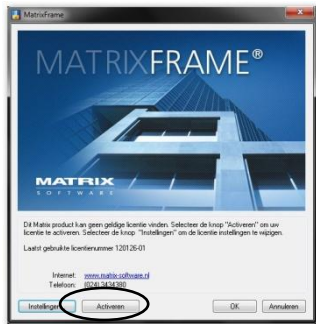 MatrixFrame
MATRIXFRAME®
MATRIX
SOFTWARE
Dit Matrix product kan geen geldige licentie vinden. Selecteer de knop "Activeren" om uw
licentie te activeren. Selecteer de knop "Instellingen" om de licentie instellingen te wijzigen.
Laatst gebruikte licentienummer 120126-01
Internet: www.matrix-software.nl
Telefoon: (024) 3434380
Instellingen Activeren OK Annuleren